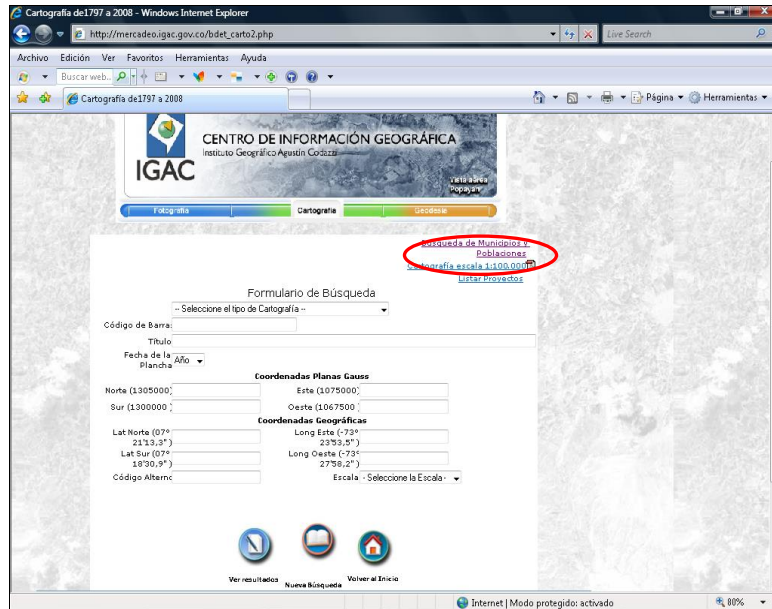 Cartografía de1797 a 2008 - Windows Internet Explorer
http://mercadeo.igac.gov.co/bdet_carto2.php
Live Search
Archivo Edición Ver Favoritos Herramientas Ayuda
Buscar web..
Cartografía de1797 a 2008
Página Herramientas
CENTRO DE INFORMACIÓN GEOGRÁFICA
Instituto Geográfico Agustín Codazzi
IGAC
Vista aérea
Popayán
Fotografía Cartografía Geodesia
Búsqueda de Municipios y
Poblaciones
Cartografía escala 1:100.000
Listar Proyectos
Formulario de Búsqueda
-- Seleccione el tipo de Cartografía --
Código de Barra:
Título
Fecha de la
Plancha Año
Coordenadas Planas Gauss
Norte (1305000) Este (1075000)
Sur (1300000 ) Oeste (1067500 )
Coordenadas Geográficas
Lat Norte (07º
21'13,3") Long Este (-73º
23'53,5")
Lat Sur (07º
18'30,9") Long Oeste (-73º
27'58,2")
Código Alterno Escala - Seleccione la Escala -
Ver resultados Nueva Búsqueda Volver al Inicio
Internet | Modo protegido: activado 80%